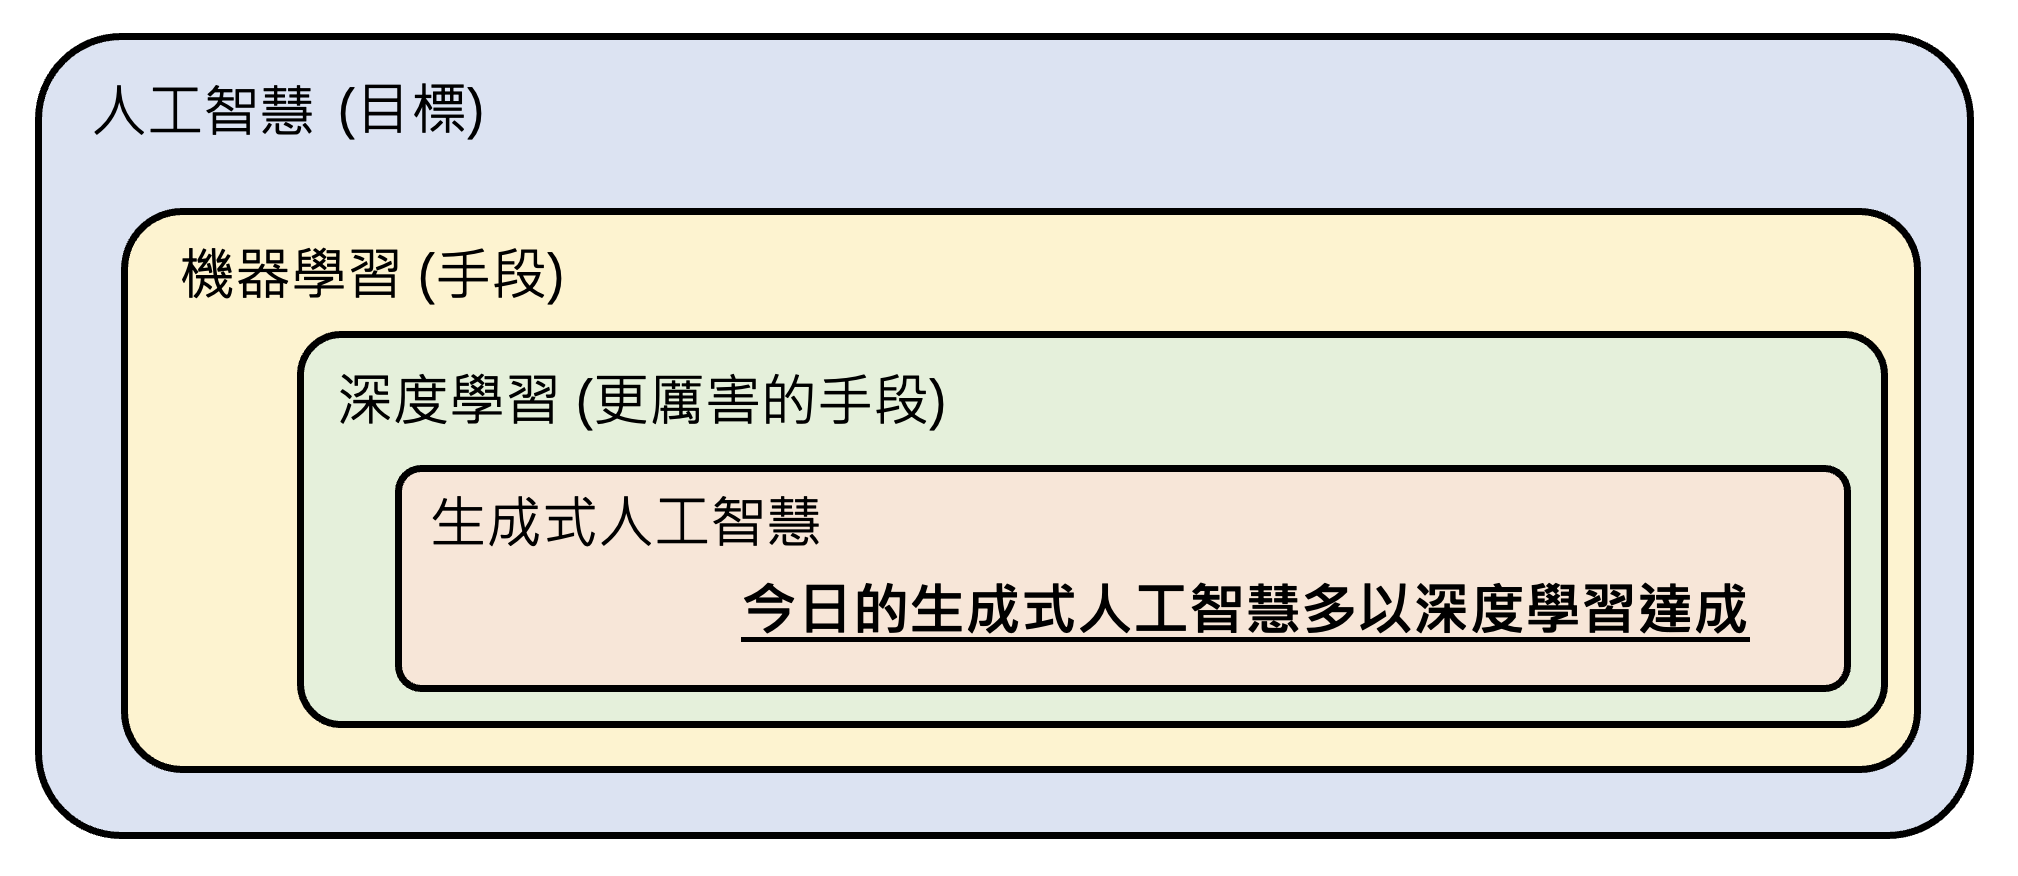 人工智慧 (目標)
機器學習 (手段)
深度學習 (更厲害的手段)
生成式人工智慧
今日的生成式人工智慧多以深度學習達成